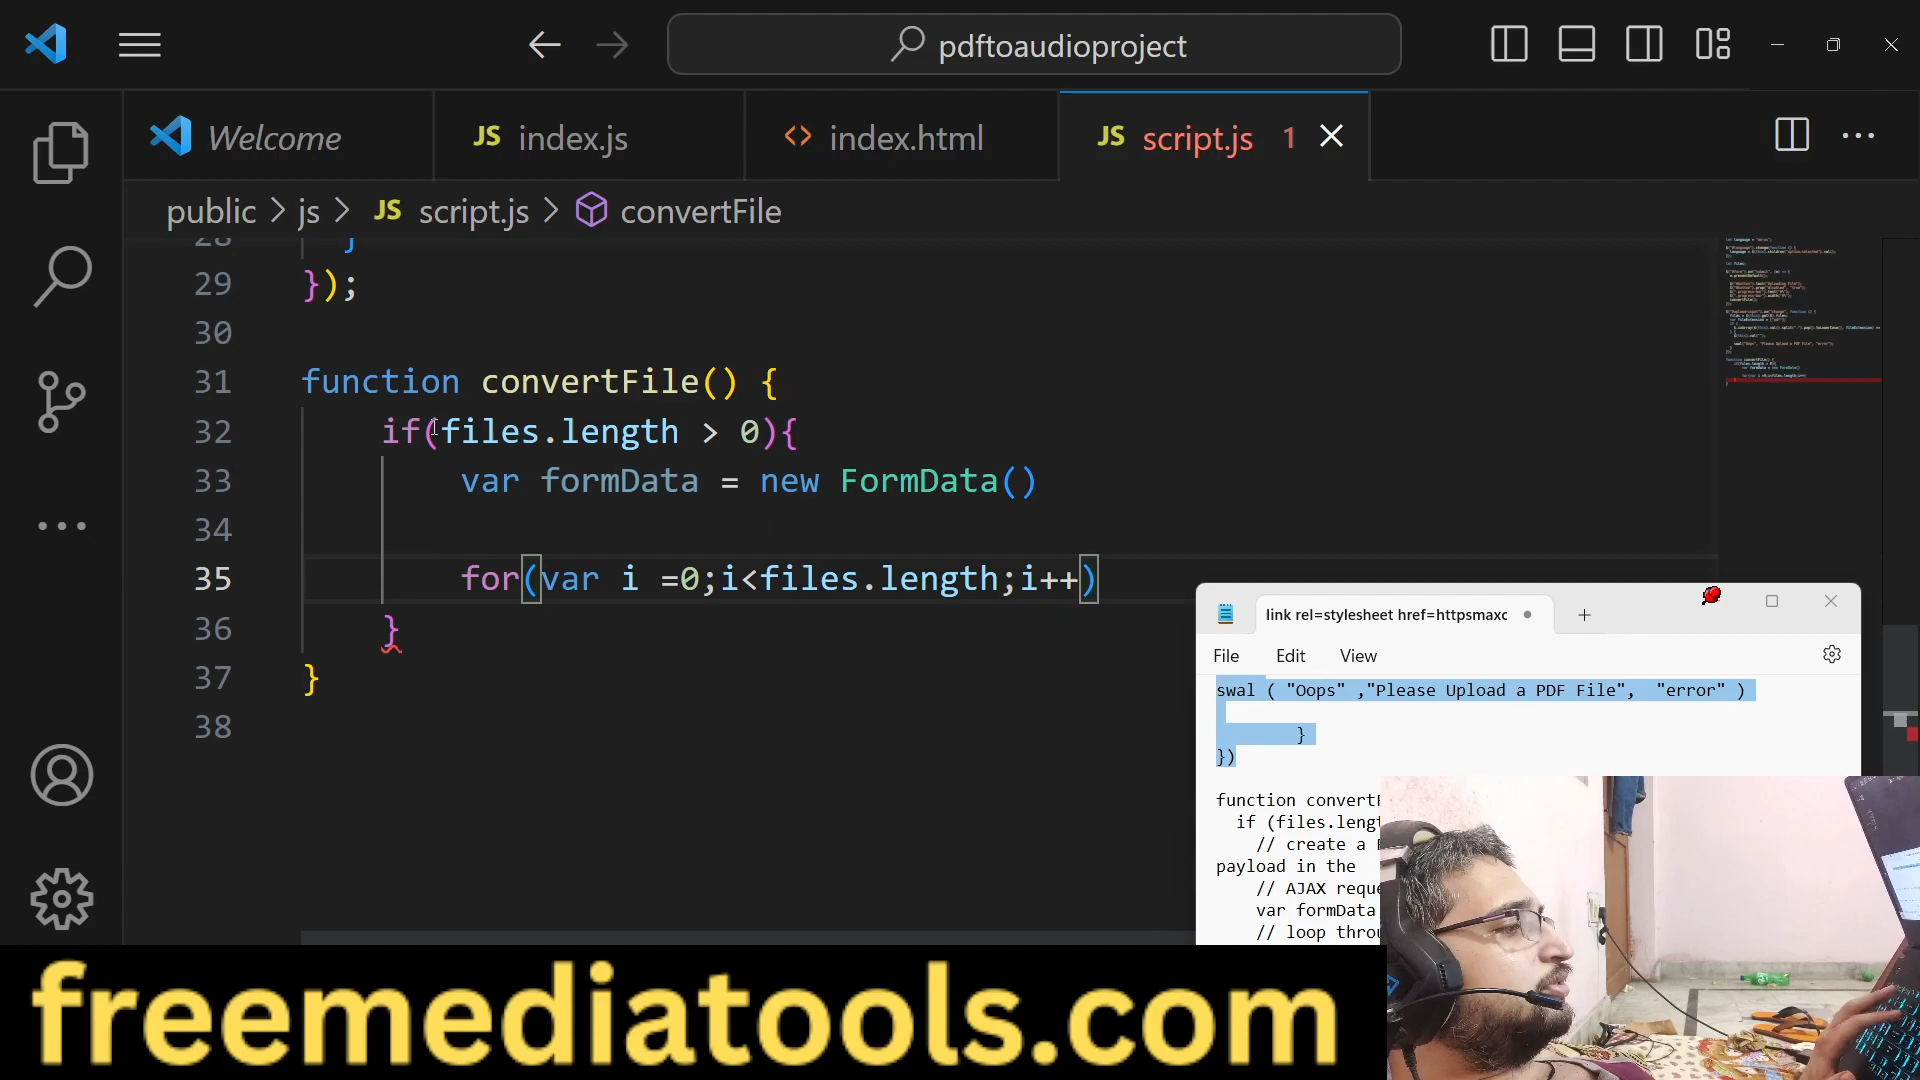 pdftoaudioproject
Welcome
JS index.js
<> index.html
JS script.js 1
public > js > JS script.js > convertFile
28 }
29 });
30
31 function convertFile() {
32 if(files.length > 0){
33 var formData = new FormData()
34
35 for(var i =0;i<files.length;i++)
36 }
37 }
38
link rel=stylesheet href=httpsmaxc
File Edit View
swal ( "Oops" ,"Please Upload a PDF File", "error" )
}
})
function convertF
if (files.lengt
// create a
payload in the
// AJAX reque
var formData
// loop throu
freemediatools.com